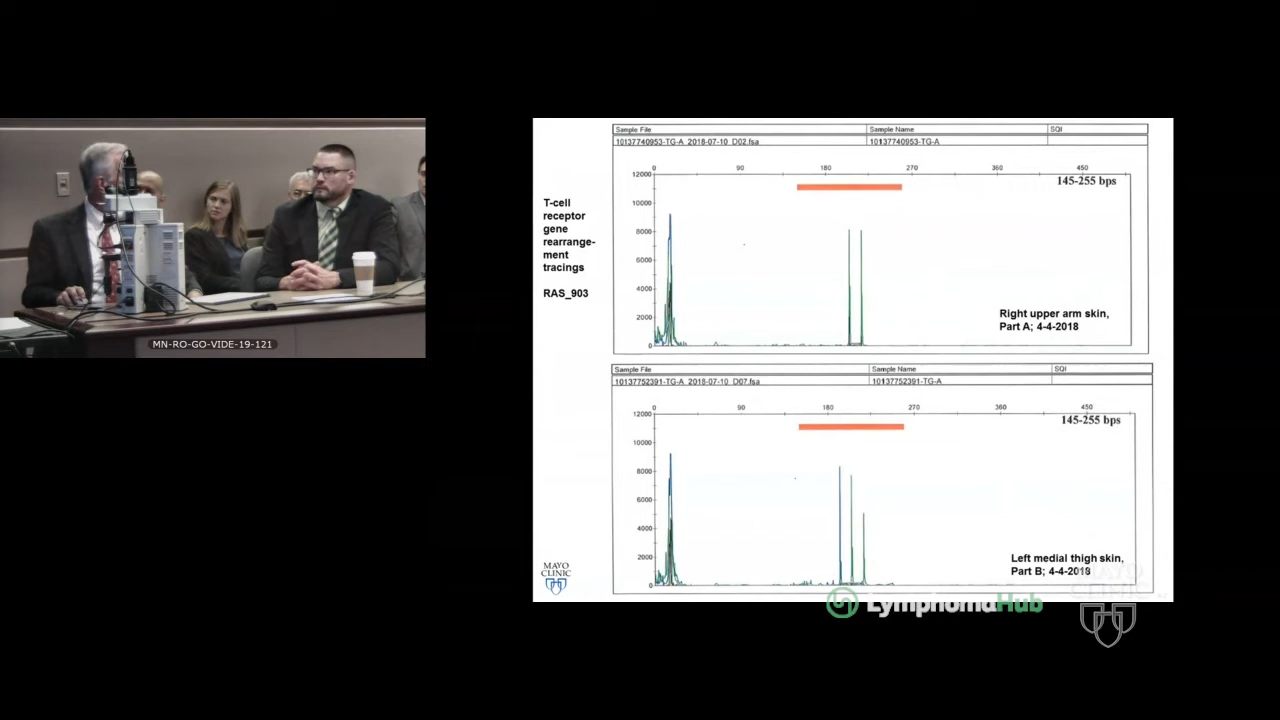 MN-RO-GO-VIDE-19-121
T-cell
receptor
gene
rearrange-
ment
tracings
RAS_903
Sample File Sample Name SQI
10137740953-TG-A_2018-07-10_D02.fsa 10137740953-TG-A
0 90 180 270 360 450
145-255 bps
12000
10000
8000
6000
4000
2000
0
Right upper arm skin,
Part A; 4-4-2018
Sample File Sample Name SQI
10137752391-TG-A_2018-07-10_D07.fsa 10137752391-TG-A
0 90 180 270 360 450
145-255 bps
12000
10000
8000
6000
4000
2000
0
Left medial thigh skin,
Part B; 4-4-2018
MAYO
CLINIC
MAYO
CLINIC
LymphomaHub